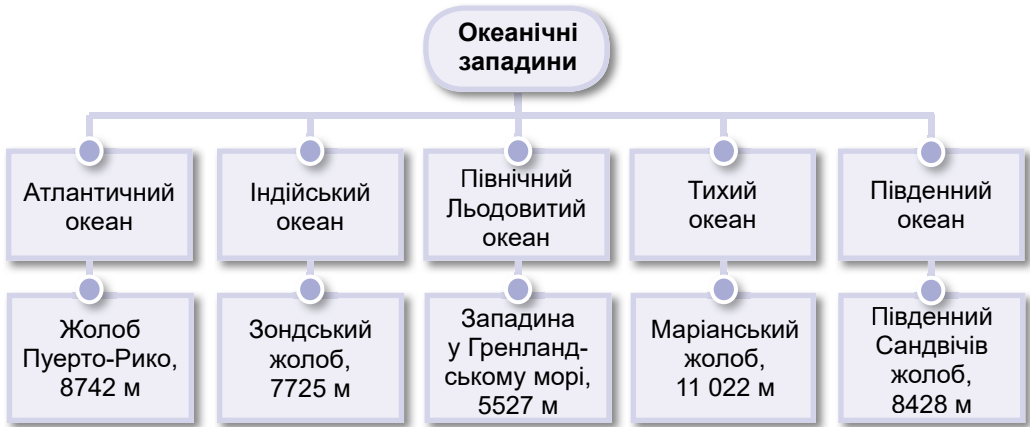 Океанічні
западини
Атлантичний
океан
Індійський
океан
Північний
Льодовитий
океан
Тихий
океан
Південний
океан
Жолоб
Пуерто-Рико,
8742 м
Зондський
жолоб,
7725 м
Западина
у Гренланд-
ському морі,
5527 м
Маріанський
жолоб,
11 022 м
Південний
Сандвічів
жолоб,
8428 м